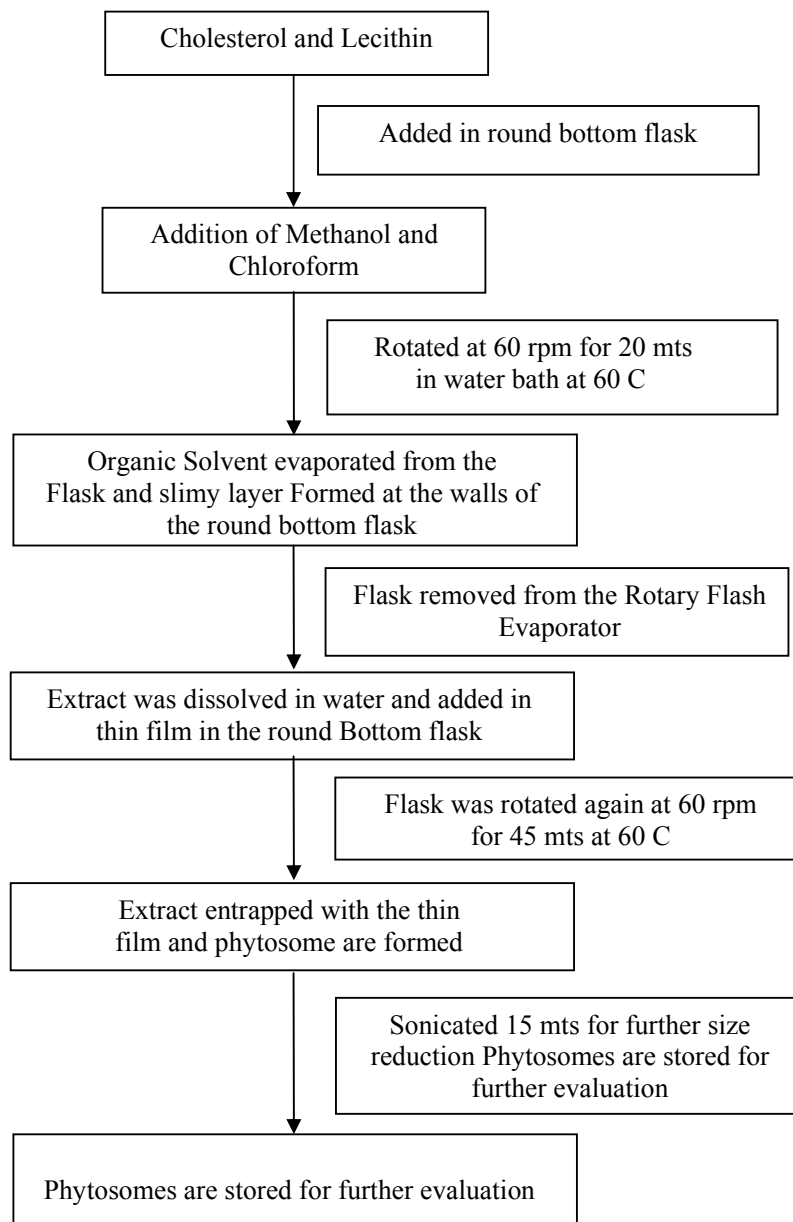 Cholesterol and Lecithin
Added in round bottom flask
Addition of Methanol and
Chloroform
Rotated at 60 rpm for 20 mts
in water bath at 60 C
Organic Solvent evaporated from the
Flask and slimy layer Formed at the walls of
the round bottom flask
Flask removed from the Rotary Flash
Evaporator
Extract was dissolved in water and added in
thin film in the round Bottom flask
Flask was rotated again at 60 rpm
for 45 mts at 60 C
Extract entrapped with the thin
film and phytosome are formed
Sonicated 15 mts for further size
reduction Phytosomes are stored for
further evaluation
Phytosomes are stored for further evaluation